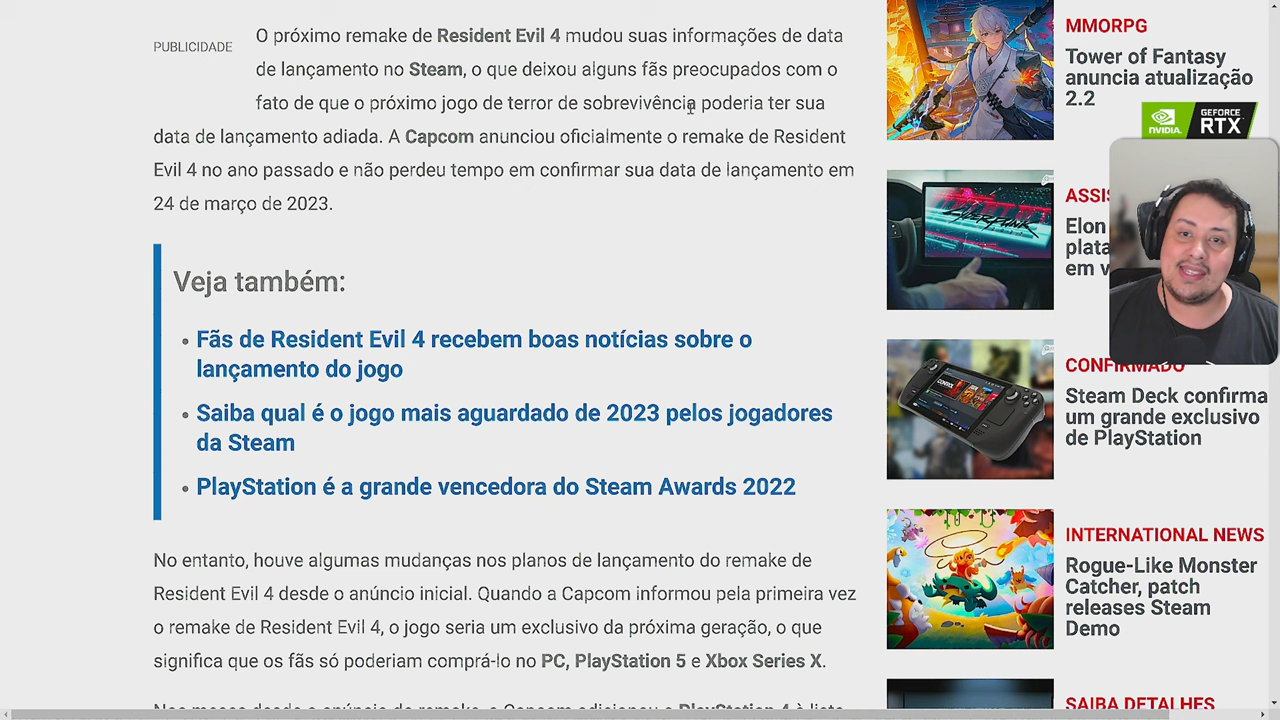 PUBLICIDADE
O próximo remake de Resident Evil 4 mudou suas informações de data
de lançamento no Steam, o que deixou alguns fãs preocupados com o
fato de que o próximo jogo de terror de sobrevivência poderia ter sua
data de lançamento adiada. A Capcom anunciou oficialmente o remake de Resident
Evil 4 no ano passado e não perdeu tempo em confirmar sua data de lançamento em
24 de março de 2023.
Veja também:
• Fãs de Resident Evil 4 recebem boas notícias sobre o
lançamento do jogo
• Saiba qual é o jogo mais aguardado de 2023 pelos jogadores
da Steam
• PlayStation é a grande vencedora do Steam Awards 2022
No entanto, houve algumas mudanças nos planos de lançamento do remake de
Resident Evil 4 desde o anúncio inicial. Quando a Capcom informou pela primeira vez
o remake de Resident Evil 4, o jogo seria um exclusivo da próxima geração, o que
significa que os fãs só poderiam comprá-lo no PC, PlayStation 5 e Xbox Series X.
MMORPG
Tower of Fantasy
anuncia atualização
2.2
NVIDIA.
GEFORCE
RTX
CYBERPUNK
Elon
em
CONFIRMADO
Steam Deck confirma
um grande exclusivo
de PlayStation
CONTROL
INTERNATIONAL NEWS
Rogue-Like Monster
Catcher, patch
releases Steam
Demo
SAIBA DETALHES